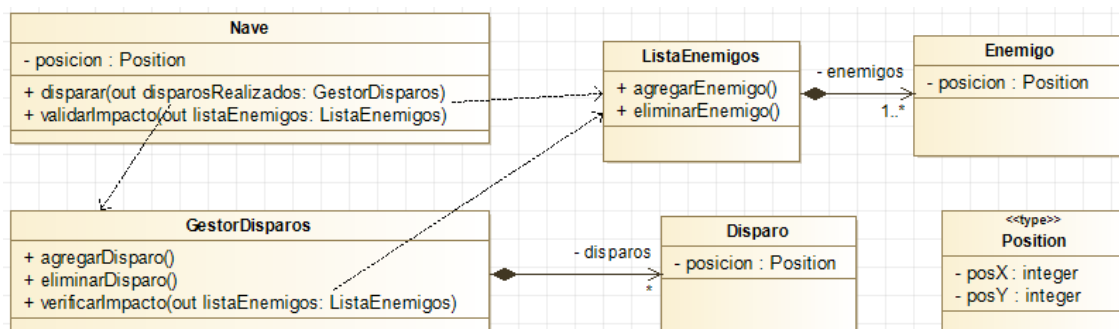 Nave
- posicion : Position
+ disparar(out disparosRealizados: GestorDisparos)
+ validarImpacto(out listaEnemigos: ListaEnemigos)
ListaEnemigos
+ agregarEnemigo()
+ eliminarEnemigo()
- enemigos
1..*
Enemigo
- posicion : Position
GestorDisparos
+ agregarDisparo()
+ eliminarDisparo()
+ verificarImpacto(out listaEnemigos: ListaEnemigos)
- disparos
*
Disparo
- posicion : Position
<<type>>
Position
- posX : integer
- posY : integer